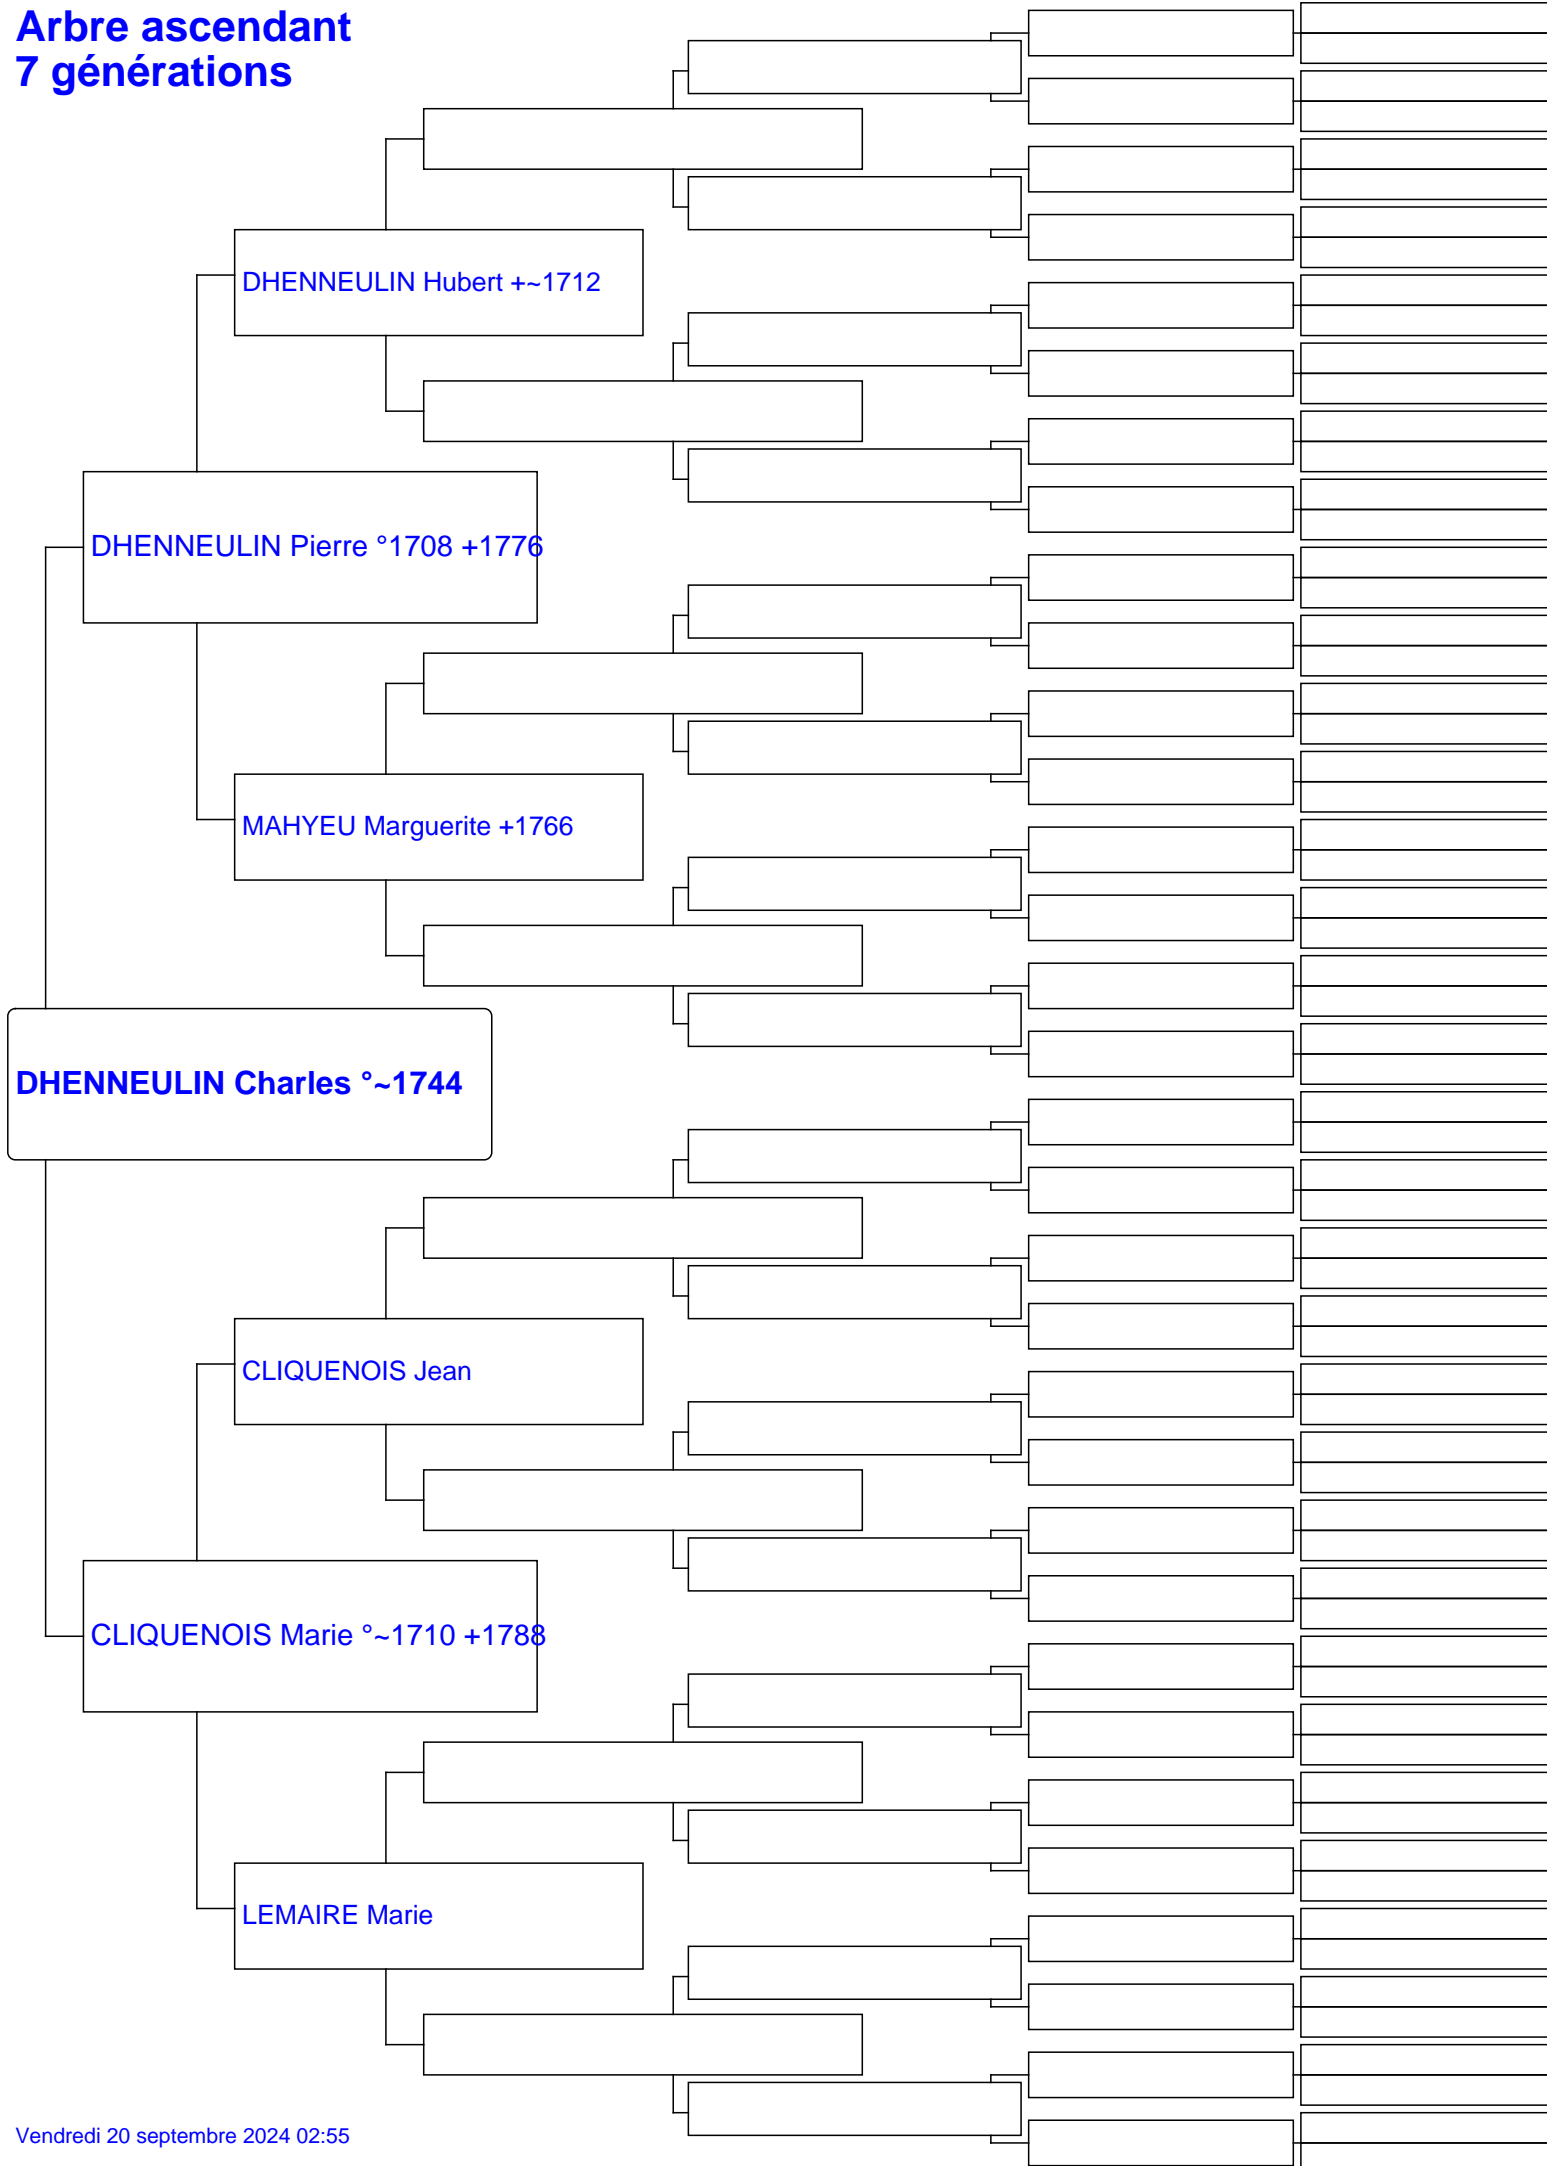 Arbre ascendant
7 générations
DHENNEULIN Hubert +~1712
DHENNEULIN Pierre °1708 +1776
MAHYEU Marguerite +1766
DHENNEULIN Charles °~1744
CLIQUENOIS Jean
CLIQUENOIS Marie °~1710 +1788
LEMAIRE Marie
Vendredi 20 septembre 2024 02:55